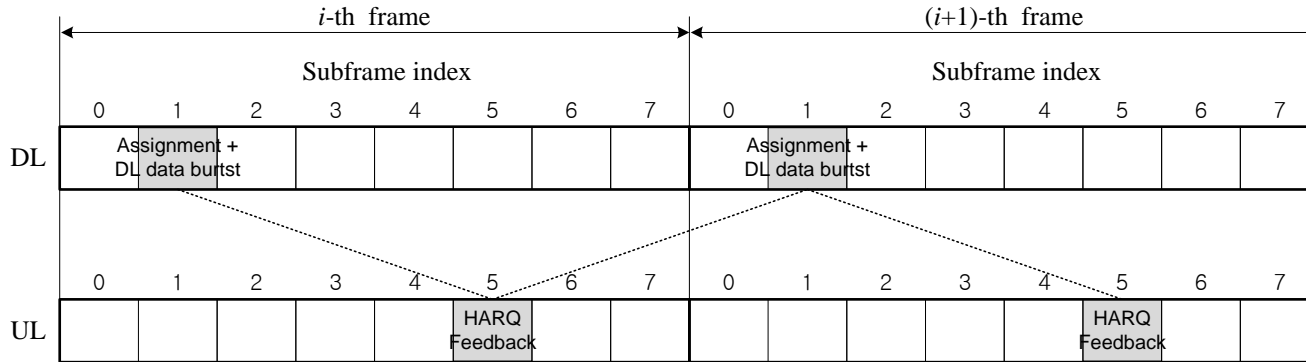 i-th frame
(i+1)-th frame
Subframe index
Subframe index
0 1 2 3 4 5 6 7 0 1 2 3 4 5 6 7
DL
Assignment +
DL data burtst
Assignment +
DL data burtst
0 1 2 3 4 5 6 7 0 1 2 3 4 5 6 7
UL
HARQ
Feedback
HARQ
Feedback